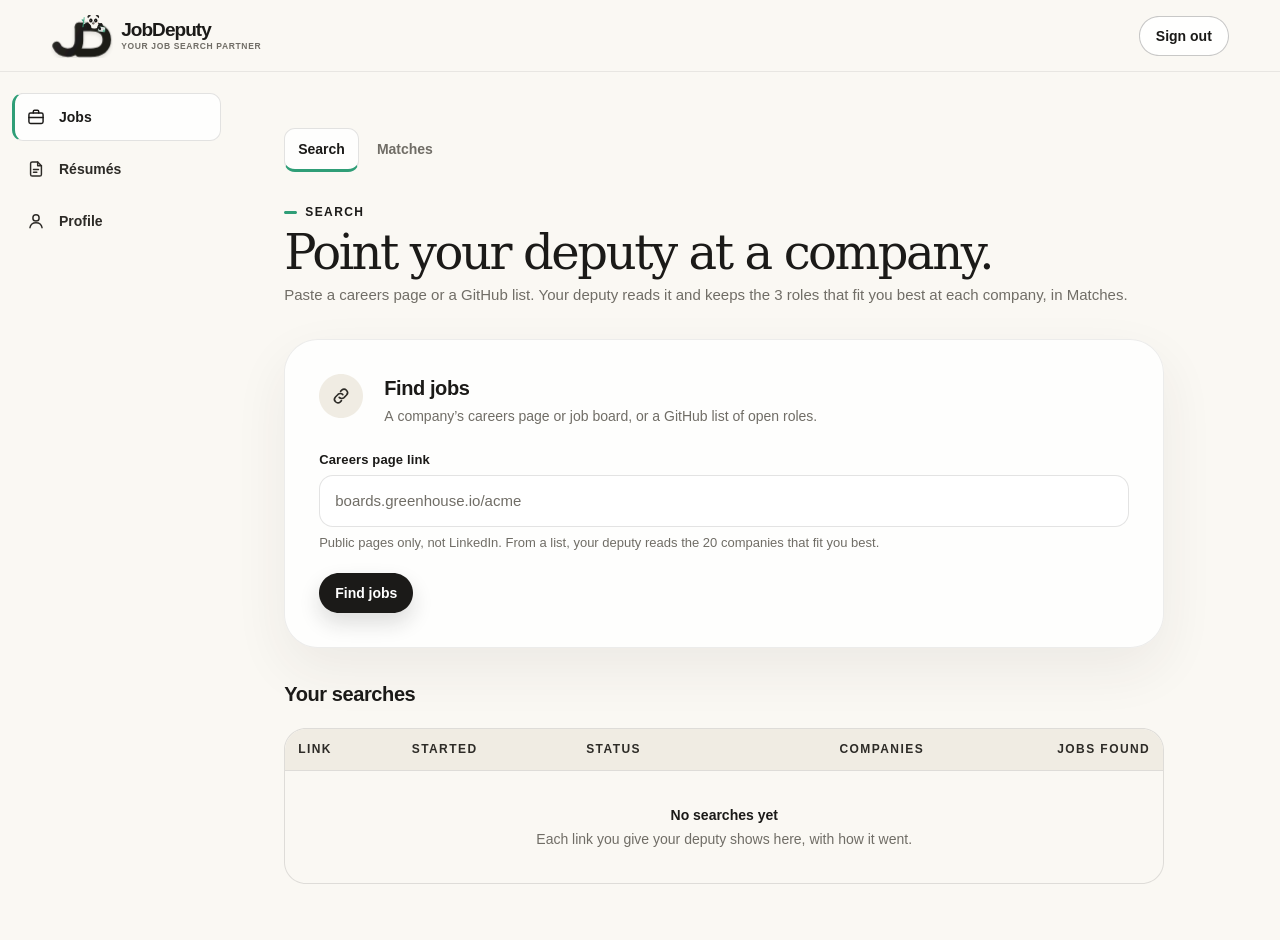 JobDeputy
YOUR JOB SEARCH PARTNER
Sign out
Jobs
Résumés
Profile
Search
Matches
SEARCH
Point your deputy at a company.
Paste a careers page or a GitHub list. Your deputy reads it and keeps the 3 roles that fit you best at each company, in Matches.
Find jobs
A company’s careers page or job board, or a GitHub list of open roles.
Careers page link
boards.greenhouse.io/acme
Public pages only, not LinkedIn. From a list, your deputy reads the 20 companies that fit you best.
Find jobs
Your searches
LINK STARTED STATUS COMPANIES JOBS FOUND
No searches yet
Each link you give your deputy shows here, with how it went.